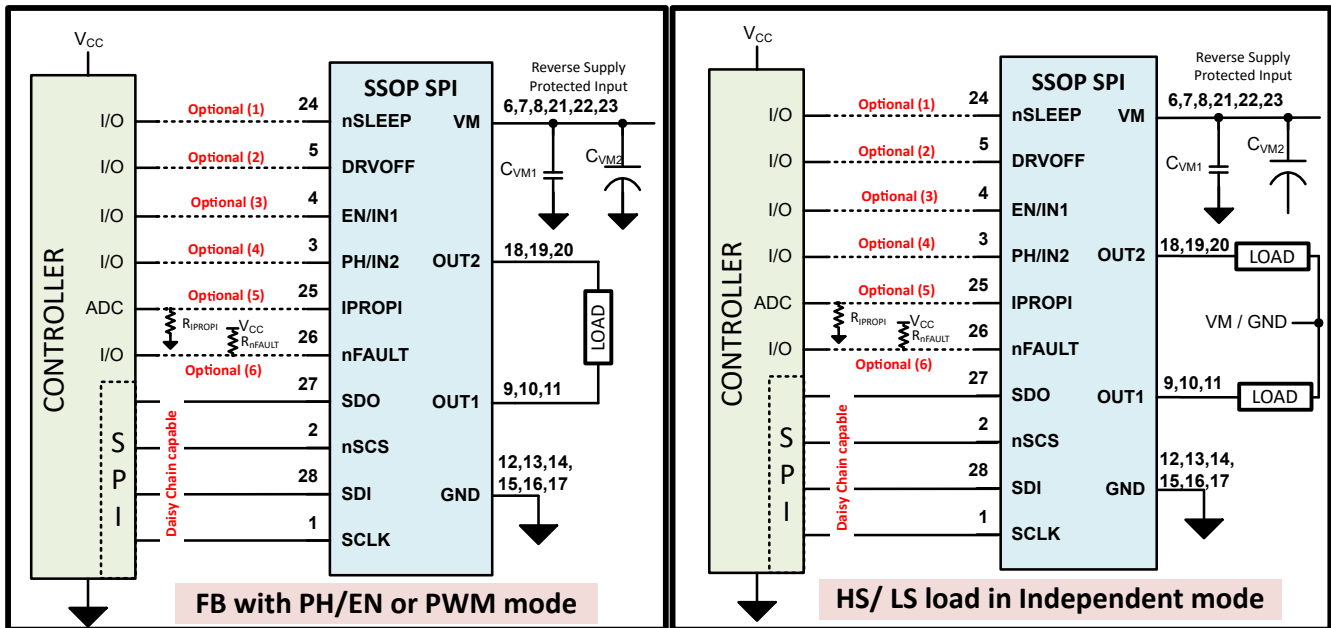 VCC
CONTROLLER
I/O
I/O
I/O
I/O
ADC
I/O
SPI
Optional (1)
Optional (2)
Optional (3)
Optional (4)
Optional (5)
RIPROPI
VCC
RnFAULT
Optional (6)
Daisy Chain capable
24
5
4
3
25
26
27
2
28
1
SSOP SPI
nSLEEP
DRVOFF
EN/IN1
PH/IN2
IPROPI
nFAULT
SDO
nSCS
SDI
SCLK
VM
OUT2
OUT1
GND
Reverse Supply
Protected Input
6,7,8,21,22,23
CVM1
CVM2
18,19,20
LOAD
9,10,11
12,13,14,
15,16,17
FB with PH/EN or PWM mode
VCC
CONTROLLER
I/O
I/O
I/O
I/O
ADC
I/O
SPI
Optional (1)
Optional (2)
Optional (3)
Optional (4)
Optional (5)
RIPROPI
VCC
RnFAULT
Optional (6)
Daisy Chain capable
24
5
4
3
25
26
27
2
28
1
SSOP SPI
nSLEEP
DRVOFF
EN/IN1
PH/IN2
IPROPI
nFAULT
SDO
nSCS
SDI
SCLK
VM
OUT2
OUT1
GND
Reverse Supply
Protected Input
6,7,8,21,22,23
CVM1
CVM2
18,19,20
LOAD
VM / GND
9,10,11
LOAD
12,13,14,
15,16,17
HS/ LS load in Independent mode